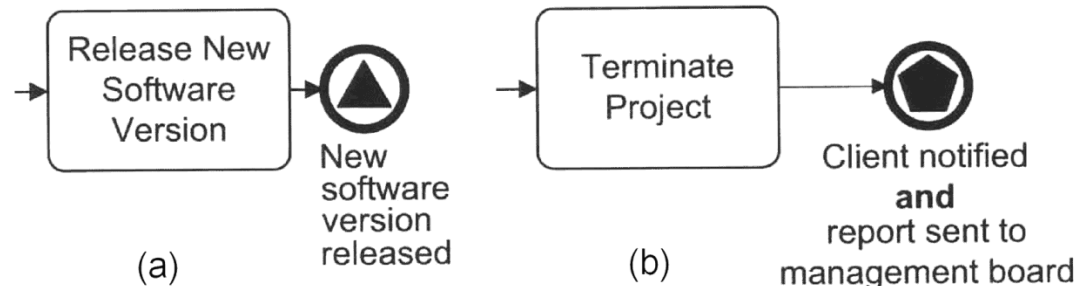 Release New
Software
Version
New
software
version
released
(a)
Terminate
Project
Client notified
and
report sent to
management board
(b)